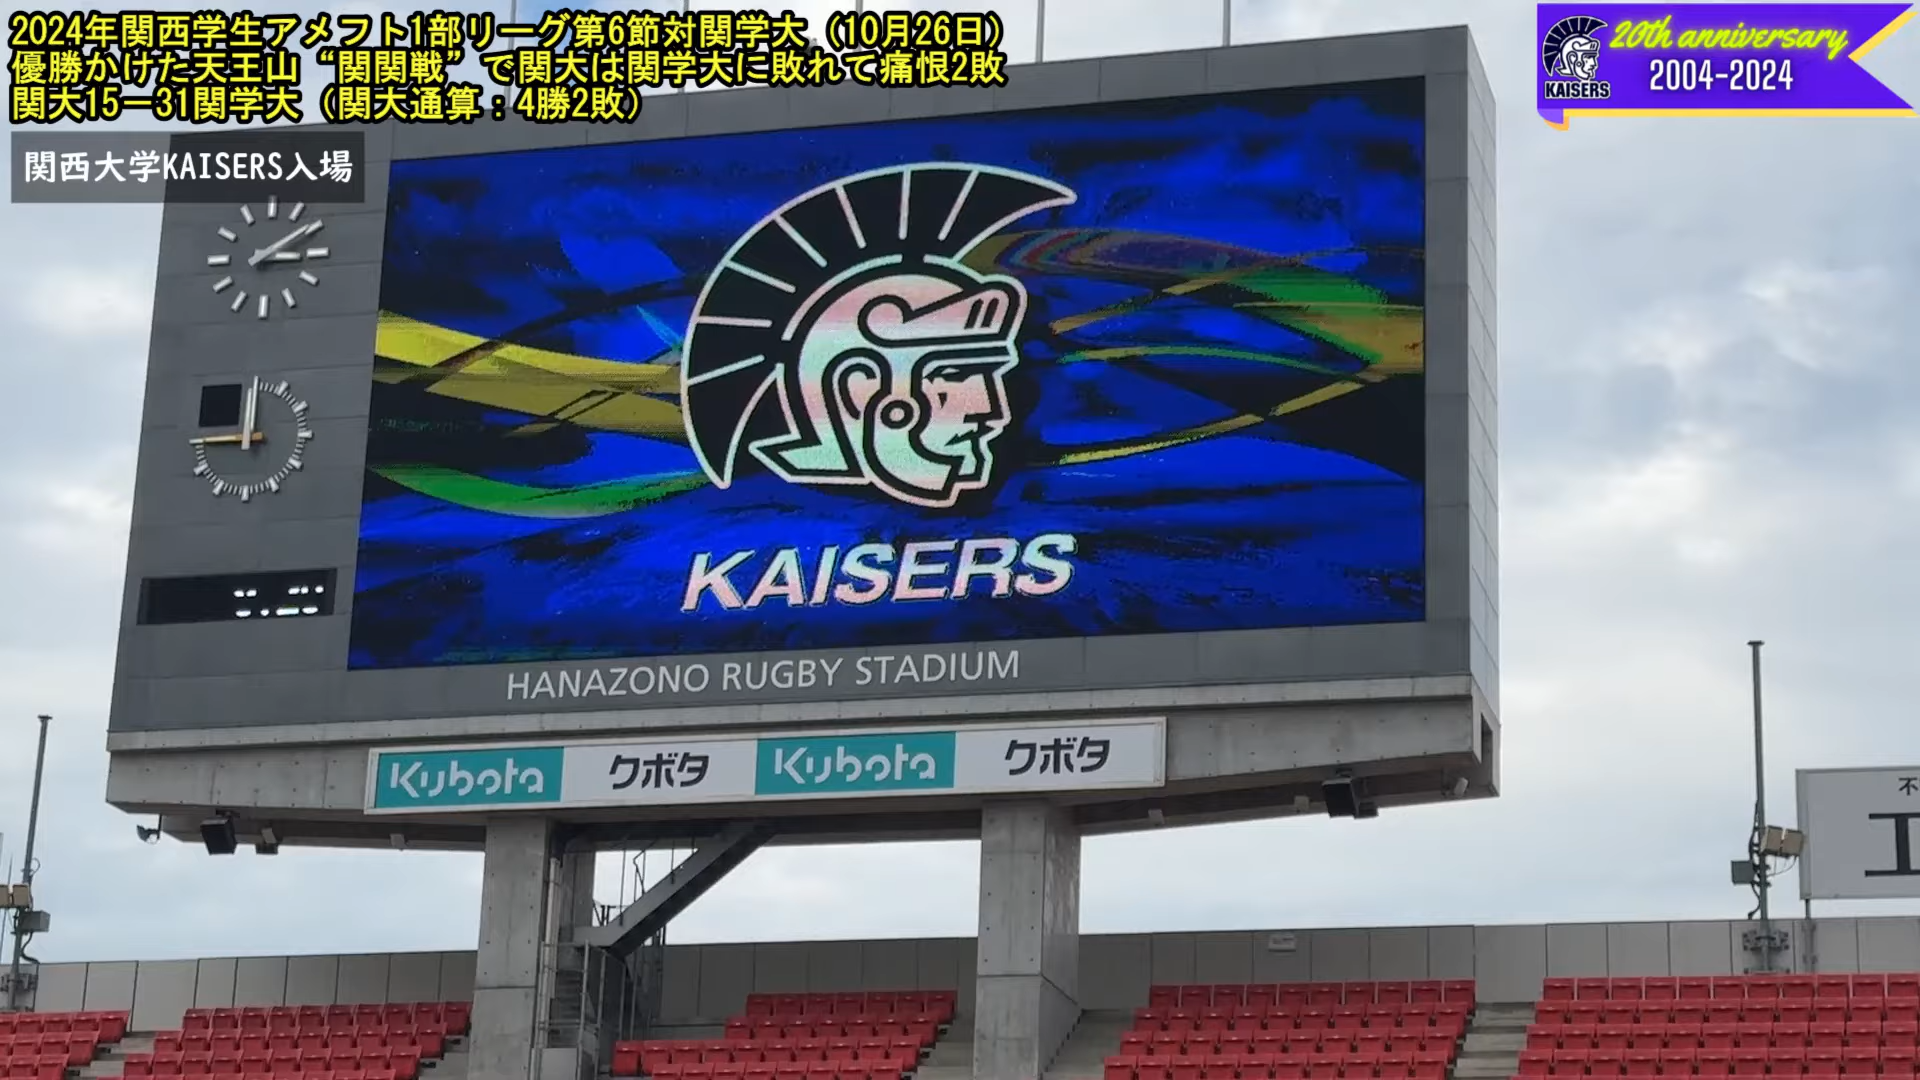 2024年関西学生アメフト1部リーグ第6節対関学大（10月26日）
優勝かけた天王山“関関戦”で関大は関学大に敗れて痛恨2敗
関大15－31関学大（関大通算：4勝2敗）
関西大学KAISERS入場
20th anniversary
2004-2024
KAISERS
KAISERS
HANAZONO RUGBY STADIUM
Kubota クボタ Kubota クボタ
不